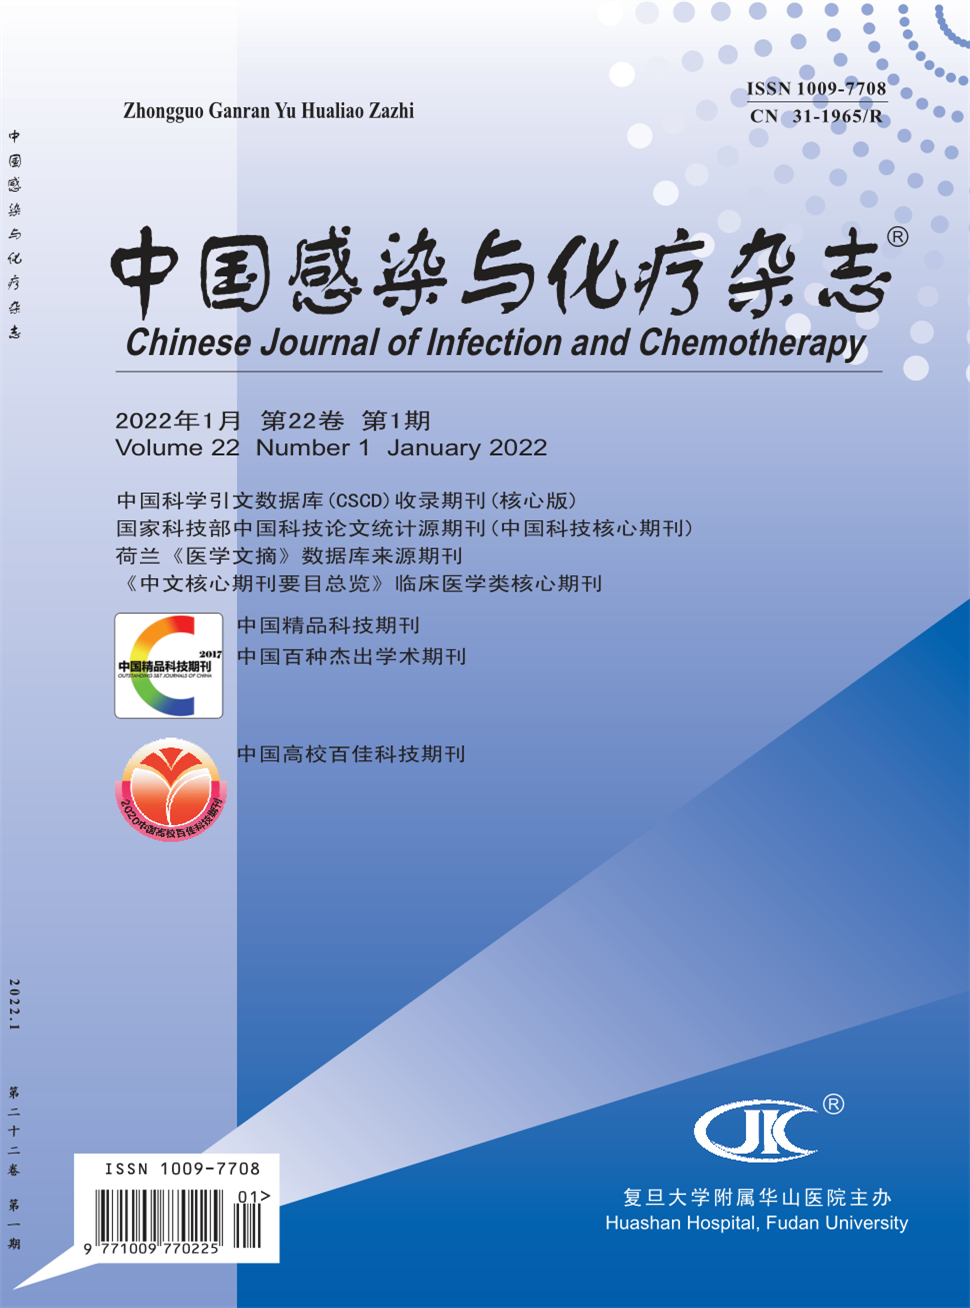 Zhongguo Ganran Yu Hualiao Zazhi
ISSN 1009-7708
CN 31-1965/R
中国感染与化疗杂志®
Chinese Journal of Infection and Chemotherapy
2022年1月 第22卷 第1期
Volume 22 Number 1 January 2022
中国科学引文数据库(CSCD)收录期刊(核心版)
国家科技部中国科技论文统计源期刊(中国科技核心期刊)
荷兰《医学文摘》数据库来源期刊
《中文核心期刊要目总览》临床医学类核心期刊
2017
中国精品科技期刊
OUTSTANDING S&T JOURNALS OF CHINA
中国精品科技期刊
中国百种杰出学术期刊
2020中国高校百佳科技期刊
中国高校百佳科技期刊
中国感染与化疗杂志
2022.1
第二十二卷 第一期
JK®
复旦大学附属华山医院主办
Huashan Hospital, Fudan University
ISSN 1009-7708
01>
9 771009 770225